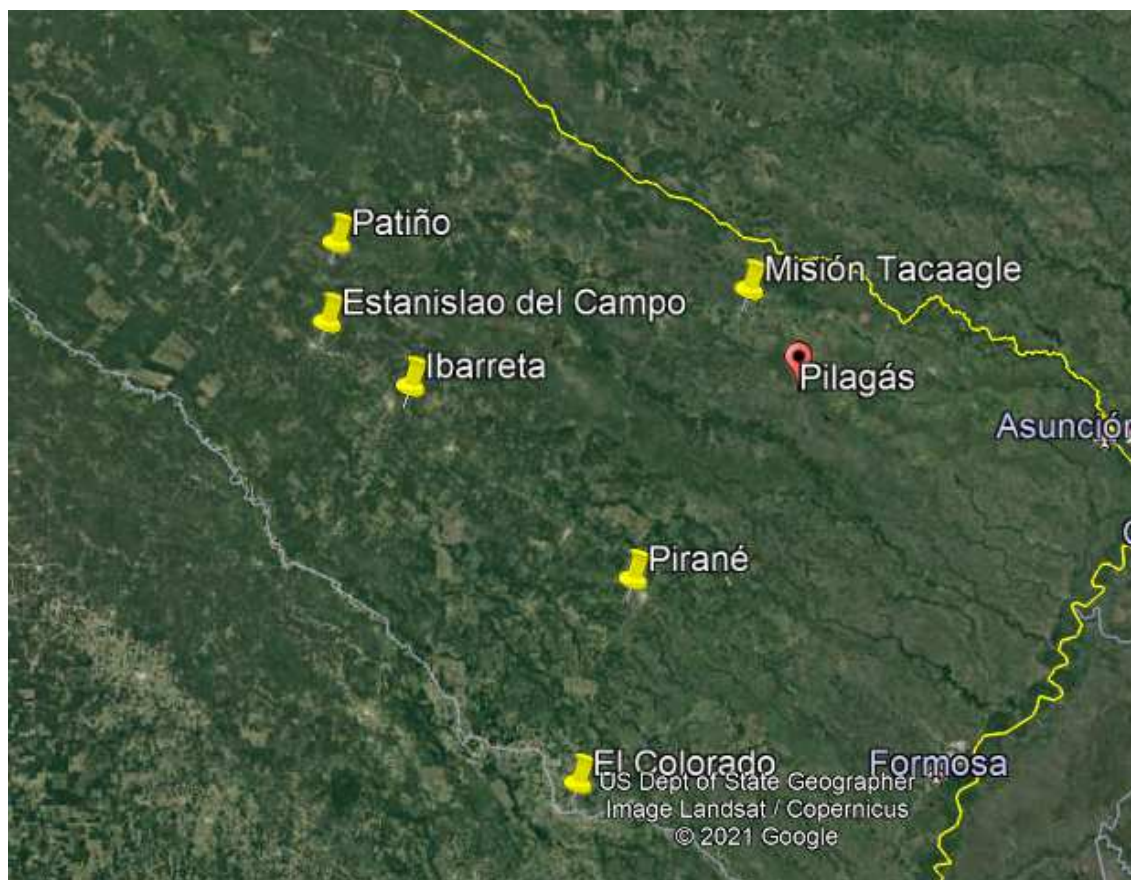 Patiño
Misión Tacaagle
Estanislao del Campo
Ibarreta
Pilagás
Asunción
Pirané
El Colorado
Formosa
US Dept of State Geographer
Image Landsat / Copernicus
© 2021 Google